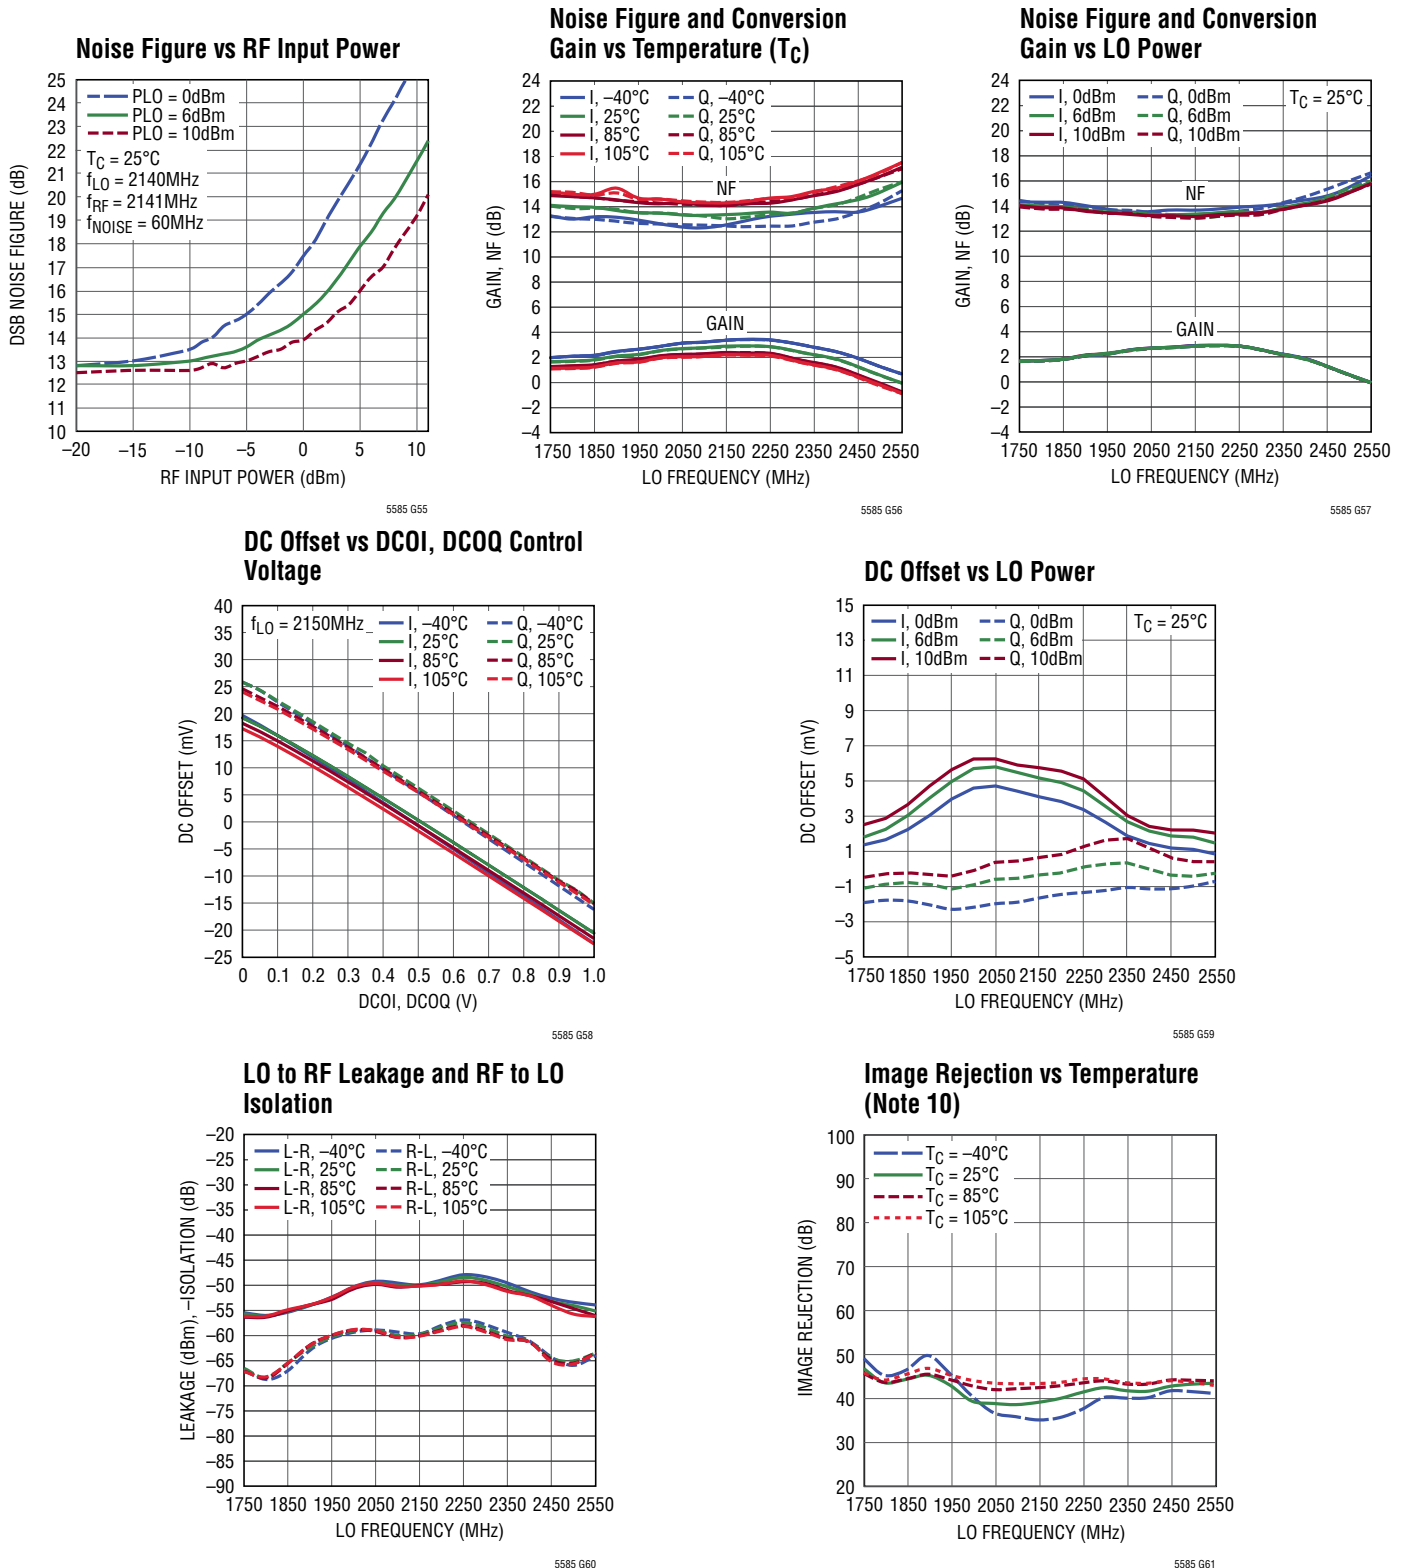 Noise Figure vs RF Input Power
25
24
23
22
21
20
19
18
17
16
15
14
13
12
11
10
DSB NOISE FIGURE (dB)
PLO = 0dBm
PLO = 6dBm
PLO = 10dBm
TC = 25°C
fLO = 2140MHz
fRF = 2141MHz
fNOISE = 60MHz
–20 –15 –10 –5 0 5 10
RF INPUT POWER (dBm)
5585 G55
Noise Figure and Conversion
Gain vs Temperature (TC)
24
22
20
18
16
14
12
10
8
6
4
2
0
–2
–4
GAIN, NF (dB)
I, –40°C Q, –40°C
I, 25°C Q, 25°C
I, 85°C Q, 85°C
I, 105°C Q, 105°C
NF
GAIN
1750 1850 1950 2050 2150 2250 2350 2450 2550
LO FREQUENCY (MHz)
5585 G56
Noise Figure and Conversion
Gain vs LO Power
24
22
20
18
16
14
12
10
8
6
4
2
0
–2
–4
GAIN, NF (dB)
I, 0dBm Q, 0dBm TC = 25°C
I, 6dBm Q, 6dBm
I, 10dBm Q, 10dBm
NF
GAIN
1750 1850 1950 2050 2150 2250 2350 2450 2550
LO FREQUENCY (MHz)
5585 G57
DC Offset vs DCOI, DCOQ Control
Voltage
40
35
30
25
20
15
10
5
0
–5
–10
–15
–20
–25
DC OFFSET (mV)
fLO = 2150MHz I, –40°C Q, –40°C
I, 25°C Q, 25°C
I, 85°C Q, 85°C
I, 105°C Q, 105°C
0 0.1 0.2 0.3 0.4 0.5 0.6 0.7 0.8 0.9 1.0
DCOI, DCOQ (V)
5585 G58
DC Offset vs LO Power
15
13
11
9
7
5
3
1
–1
–3
–5
DC OFFSET (mV)
I, 0dBm Q, 0dBm TC = 25°C
I, 6dBm Q, 6dBm
I, 10dBm Q, 10dBm
1750 1850 1950 2050 2150 2250 2350 2450 2550
LO FREQUENCY (MHz)
5585 G59
LO to RF Leakage and RF to LO
Isolation
–20
–25
–30
–35
–40
–45
–50
–55
–60
–65
–70
–75
–80
–85
–90
LEAKAGE (dBm), –ISOLATION (dB)
L-R, –40°C R-L, –40°C
L-R, 25°C R-L, 25°C
L-R, 85°C R-L, 85°C
L-R, 105°C R-L, 105°C
1750 1850 1950 2050 2150 2250 2350 2450 2550
LO FREQUENCY (MHz)
5585 G60
Image Rejection vs Temperature
(Note 10)
100
90
80
70
60
50
40
30
20
IMAGE REJECTION (dB)
TC = –40°C
TC = 25°C
TC = 85°C
TC = 105°C
1750 1850 1950 2050 2150 2250 2350 2450 2550
LO FREQUENCY (MHz)
5585 G61